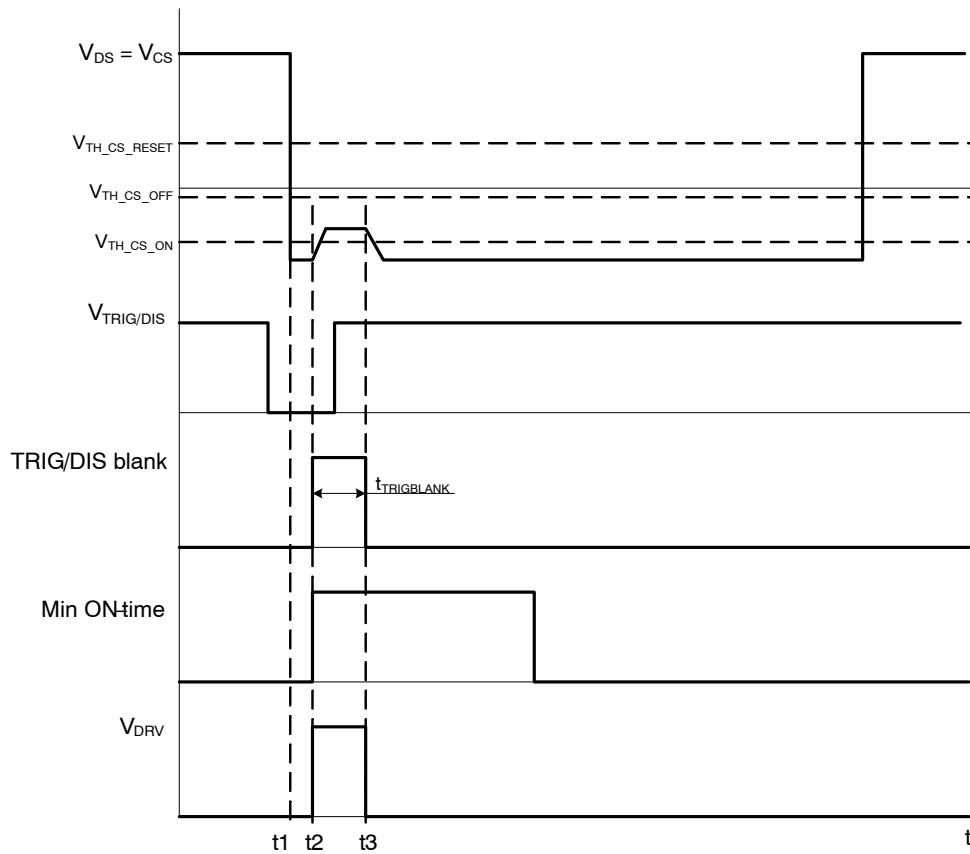 V_DS = V_CS
V_TH_CS_RESET
V_TH_CS_OFF
V_TH_CS_ON
V_TRIG/DIS
TRIG/DIS blank
t_TRIGBLANK
Min ON-time
V_DRV
t1 t2 t3 t